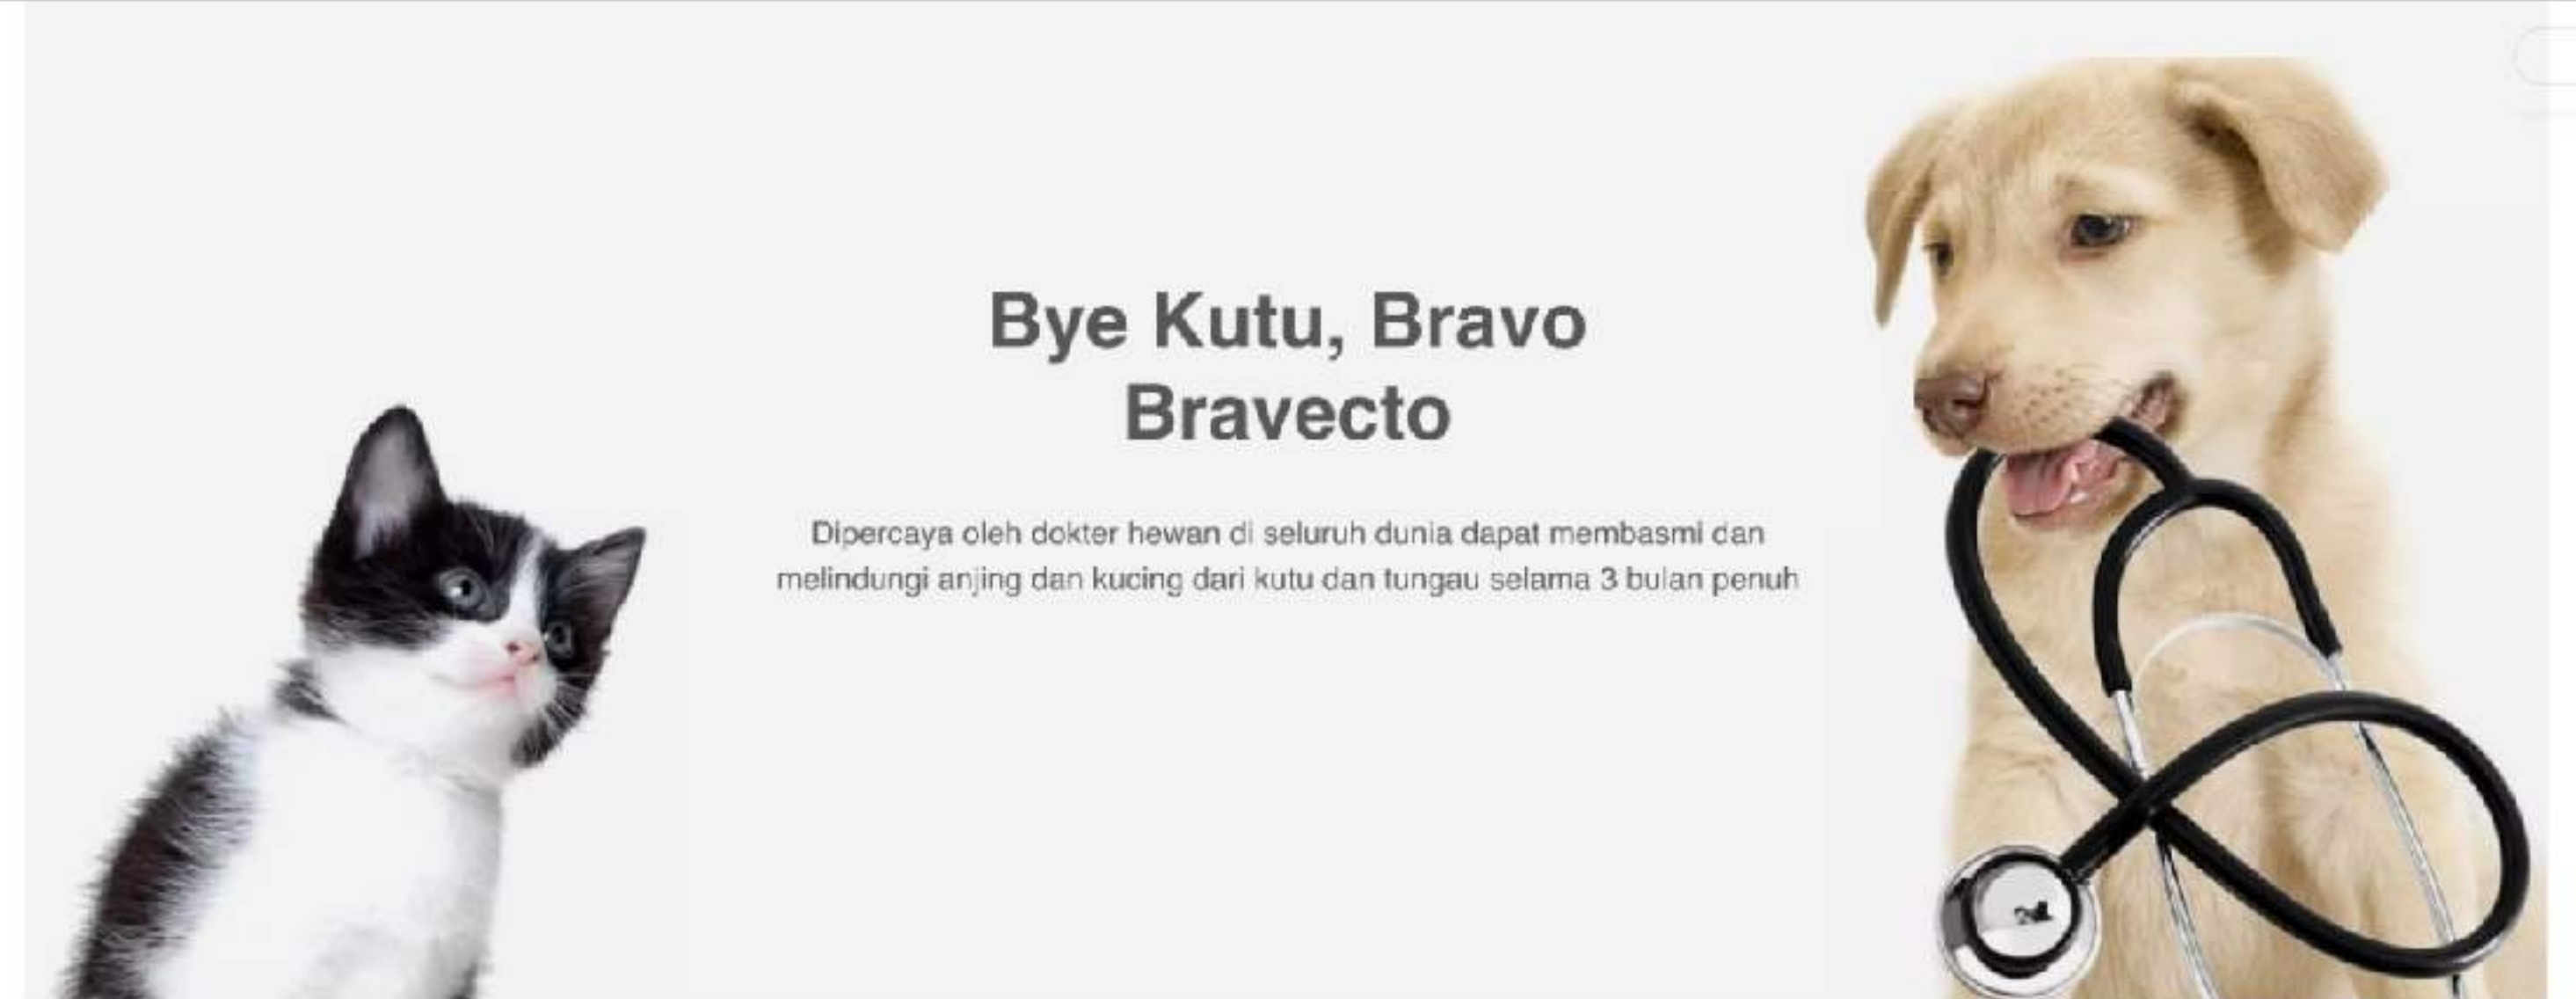 Bye Kutu, Bravo
Bravecto
Dipercaya oleh dokter hewan di seluruh dunia dapat membasmi dan
melindungi anjing dan kucing dari kutu dan tungau selama 3 bulan penuh